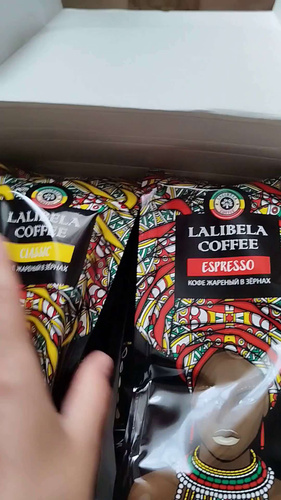 LALIBELA
COFFEE
CLASSIC
ЖАРЕНЫЙ В ЗЁРНАХ
LALIBELA
COFFEE
ESPRESSO
КОФЕ ЖАРЕНЫЙ В ЗЁРНАХ